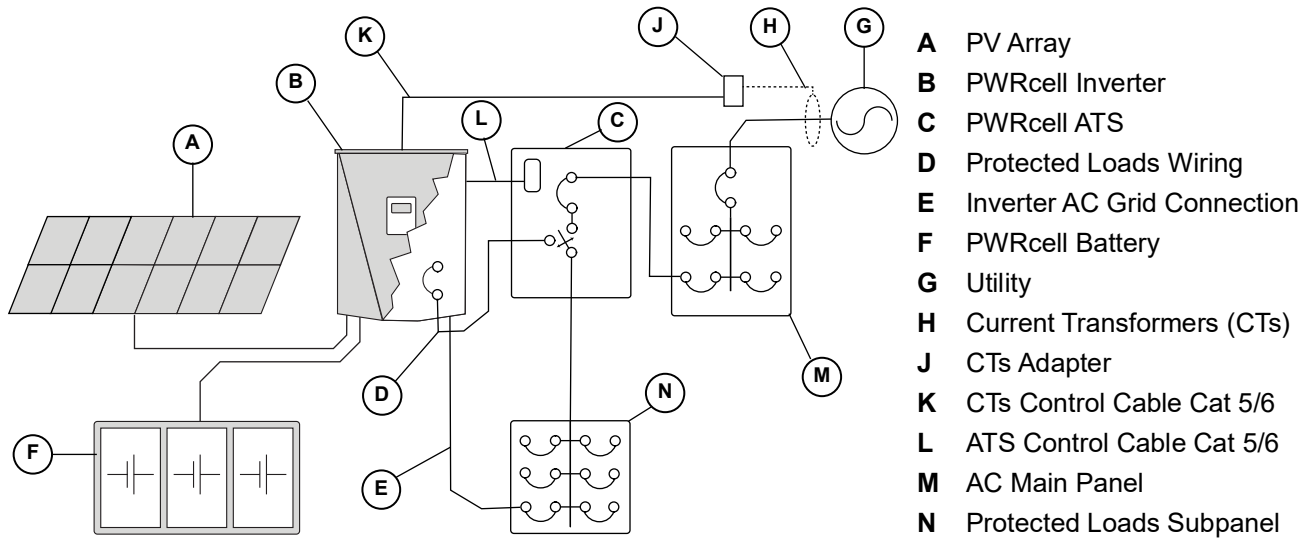 K
J
H
G
B
L
C
A
D
M
N
F
E
A PV Array
B PWRcell Inverter
C PWRcell ATS
D Protected Loads Wiring
E Inverter AC Grid Connection
F PWRcell Battery
G Utility
H Current Transformers (CTs)
J CTs Adapter
K CTs Control Cable Cat 5/6
L ATS Control Cable Cat 5/6
M AC Main Panel
N Protected Loads Subpanel